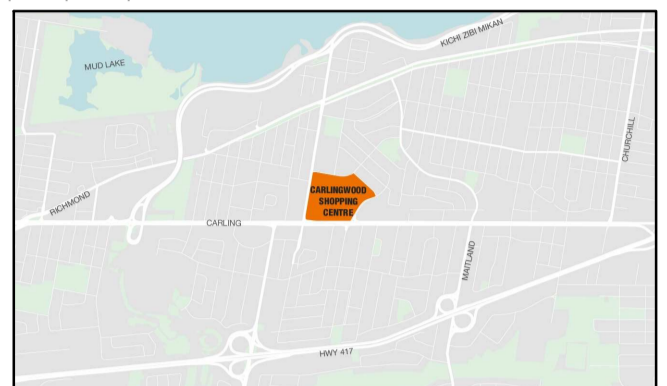 KICHI ZIBI MIKAN
MUD LAKE
CHURCHILL
CARLINGWOOD
SHOPPING
CENTRE
RICHMOND
CARLING
MAITLAND
HWY 417